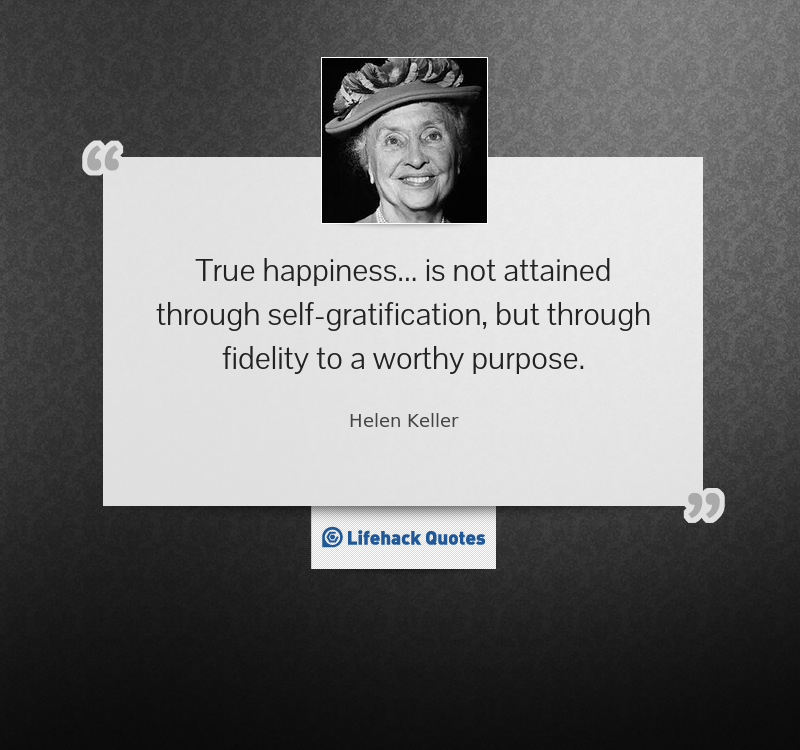 True happiness... is not attained
through self-gratification, but through
fidelity to a worthy purpose.
Helen Keller
Lifehack Quotes